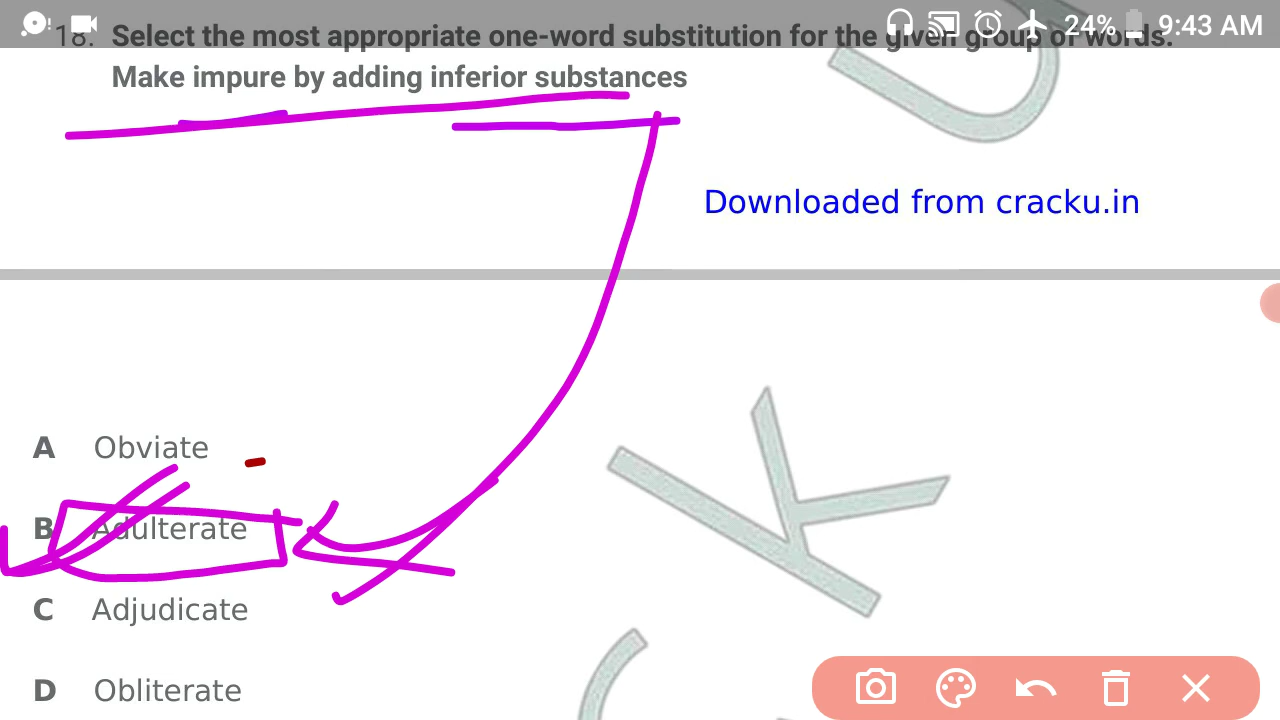 24% 9:43 AM
18. Select the most appropriate one-word substitution for the given group of words.
Make impure by adding inferior substances
Downloaded from cracku.in
A Obviate
B Adulterate
C Adjudicate
D Obliterate
K